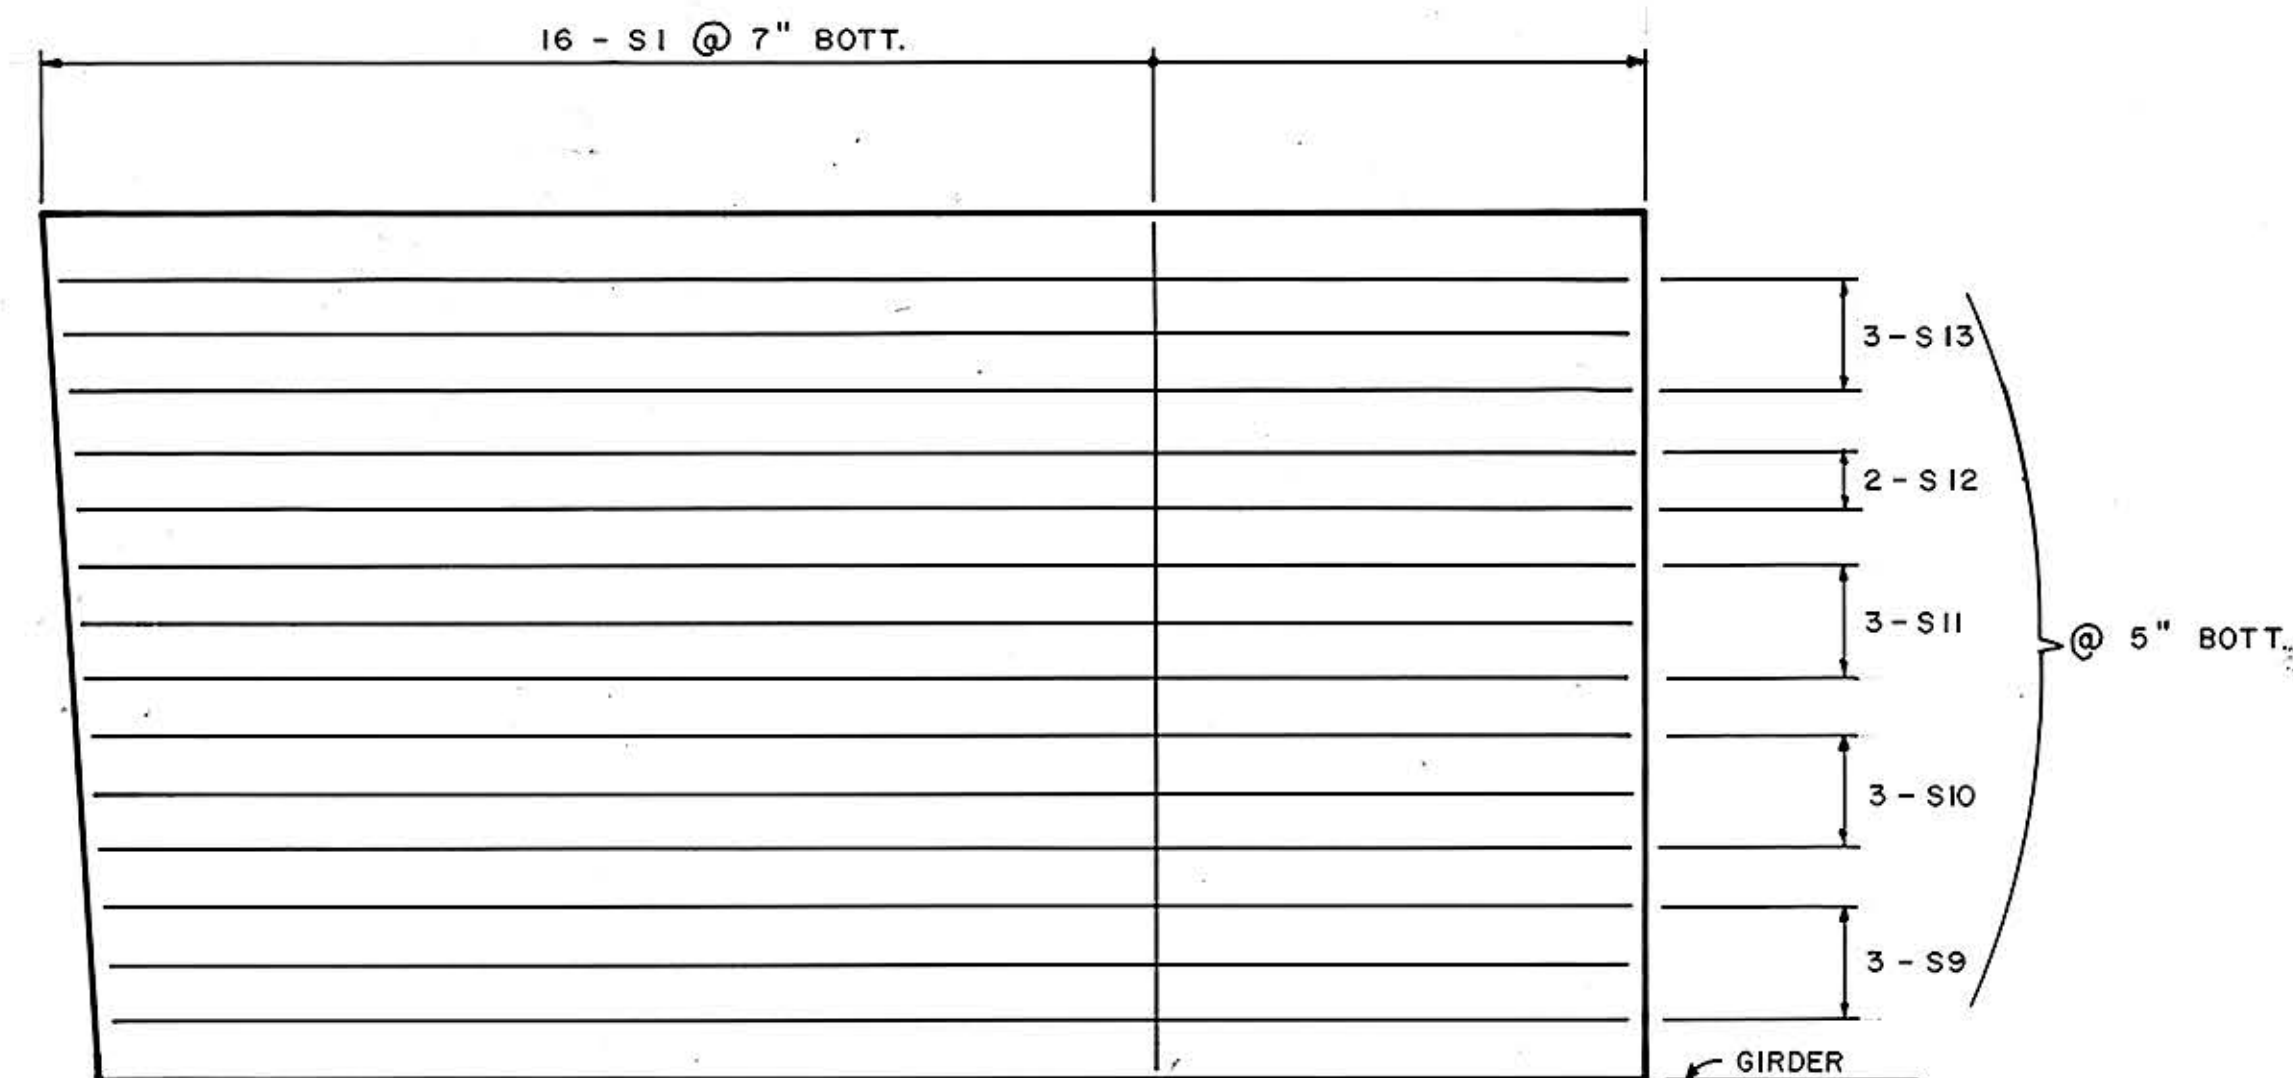 16 - S1 @ 7" BOTT.
3 - S13
2 - S12
3 - S11
@ 5" BOTT.
3 - S10
3 - S9
GIRDER